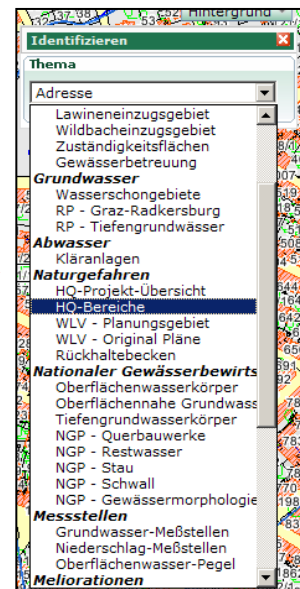 Hintergrund
Identifizieren
Thema
Adresse
Lawineneinzugsgebiet
Wildbacheinzugsgebiet
Zuständigkeitsflächen
Gewässerbetreuung
Grundwasser
Wasserschongebiete
RP - Graz-Radkersburg
RP - Tiefengrundwässer
Abwasser
Kläranlagen
Naturgefahren
HQ-Projekt-Übersicht
HQ-Bereiche
WLV - Planungsgebiet
WLV - Original Pläne
Rückhaltebecken
Nationaler Gewässerbewirts
Oberflächenwasserkörper
Oberflächennahe Grundwass
Tiefengrundwasserkörper
NGP - Querbauwerke
NGP - Restwasser
NGP - Stau
NGP - Schwall
NGP - Gewässermorphologie
Messstellen
Grundwasser-Meßstellen
Niederschlag-Meßstellen
Oberflächenwasser-Pegel
Meliorationen